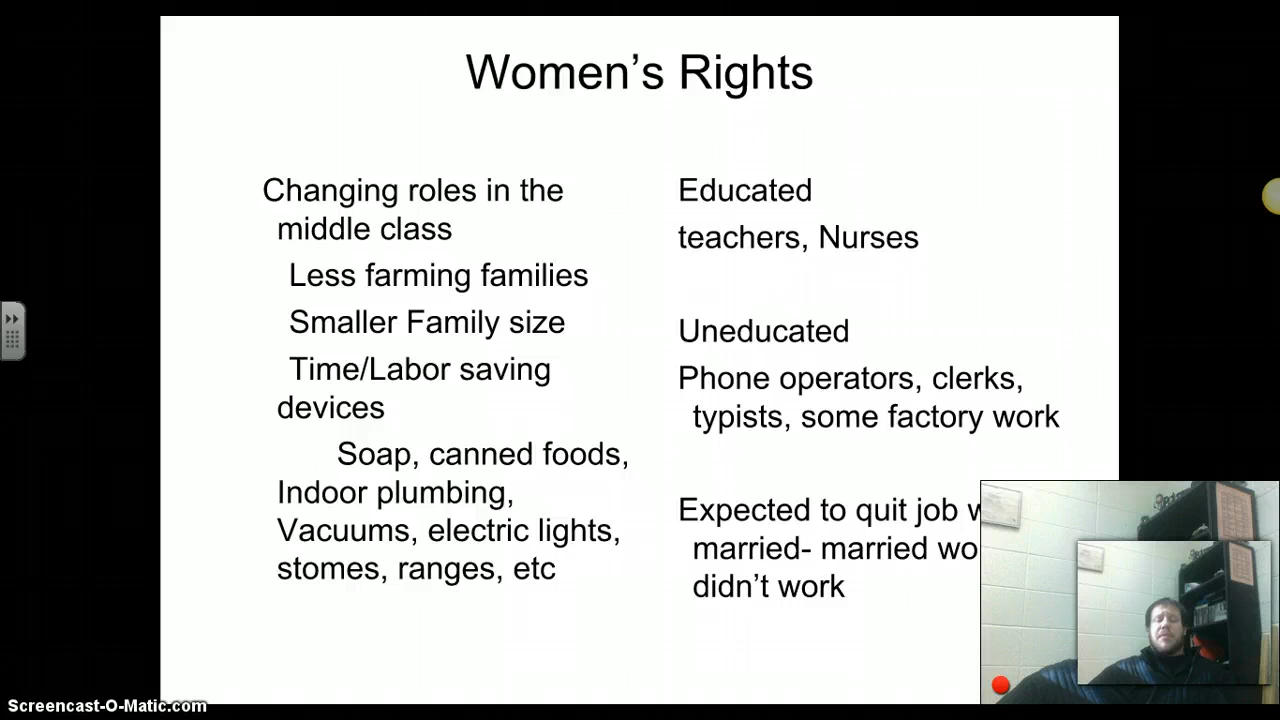 Women's Rights
Changing roles in the
middle class
Less farming families
Smaller Family size
Time/Labor saving
devices
Soap, canned foods,
Indoor plumbing,
Vacuums, electric lights,
stomes, ranges, etc
Educated
teachers, Nurses
Uneducated
Phone operators, clerks,
typists, some factory work
Expected to quit job
married- married
didn't work
Screencast-O-Matic.com